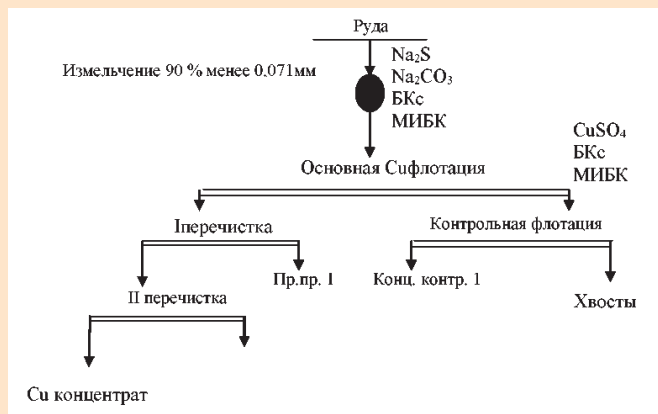 Руда
Измельчение 90 % менее 0.071мм
Na₂S
Na₂CO₃
БКс
МИБК
CuSO₄
БКс
МИБК
Основная Cuфлотация
Iперечистка
Контрольная флотация
Пр.пр. 1
Конц. контр. 1
Хвосты
II перечистка
Cu концентрат